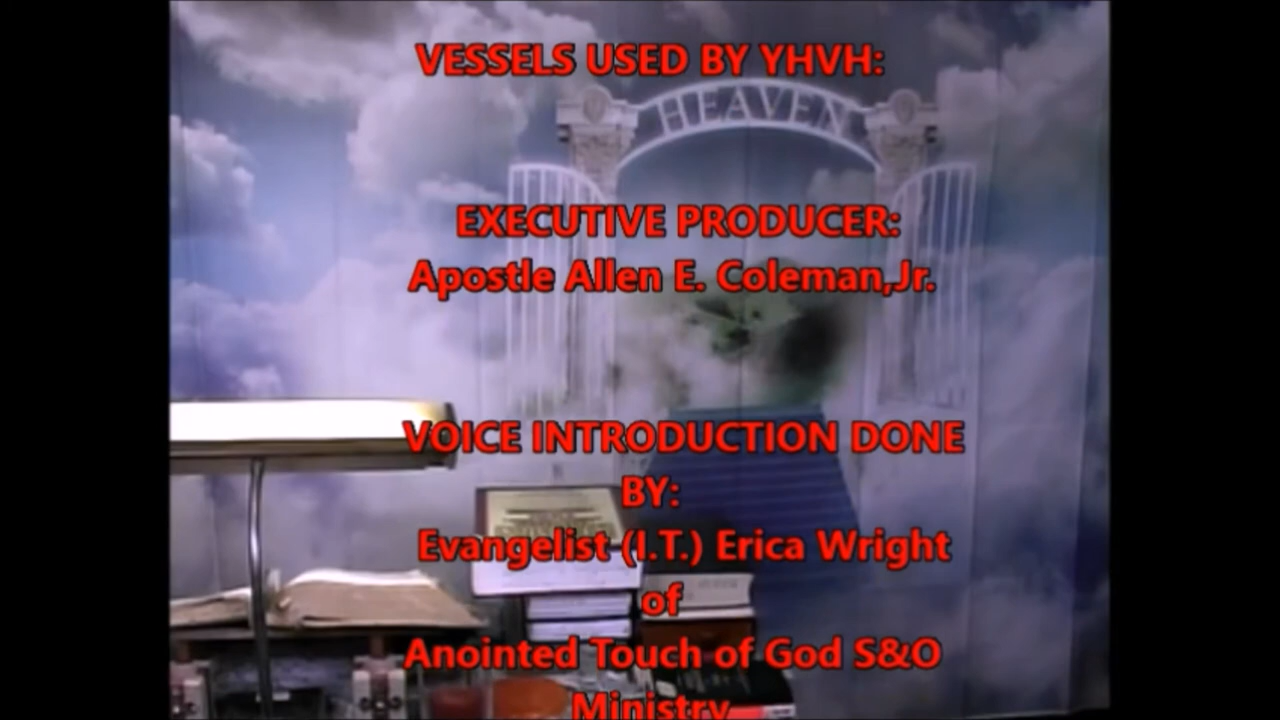 VESSELS USED BY YHVH:
HEAVEN
EXECUTIVE PRODUCER:
Apostle Allen E. Coleman,Jr.
VOICE INTRODUCTION DONE
BY:
Evangelist (I.T.) Erica Wright
of
Anointed Touch of God S&O
Ministry